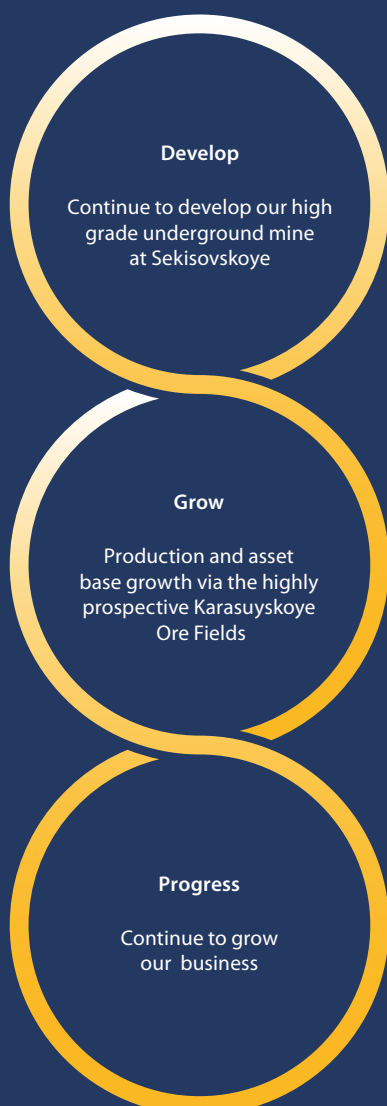 Develop
Continue to develop our high
grade underground mine
at Sekisovskoye
Grow
Production and asset
base growth via the highly
prospective Karasuyskoye
Ore Fields
Progress
Continue to grow
our business